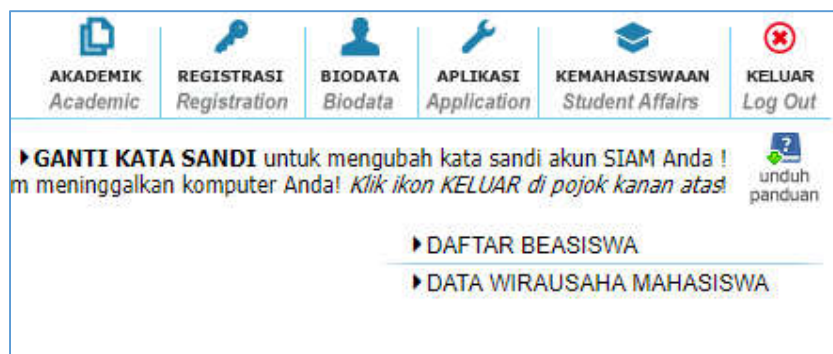 AKADEMIK REGISTRASI BIODATA APLIKASI KEMAHASISWAAN KELUAR
Academic Registration Biodata Application Student Affairs Log Out
GANTI KATA SANDI untuk mengubah kata sandi akun SIAM Anda !
m meninggalkan komputer Anda! Klik ikon KELUAR di pojok kanan atas!
unduh
panduan
DAFTAR BEASISWA
DATA WIRAUSAHA MAHASISWA